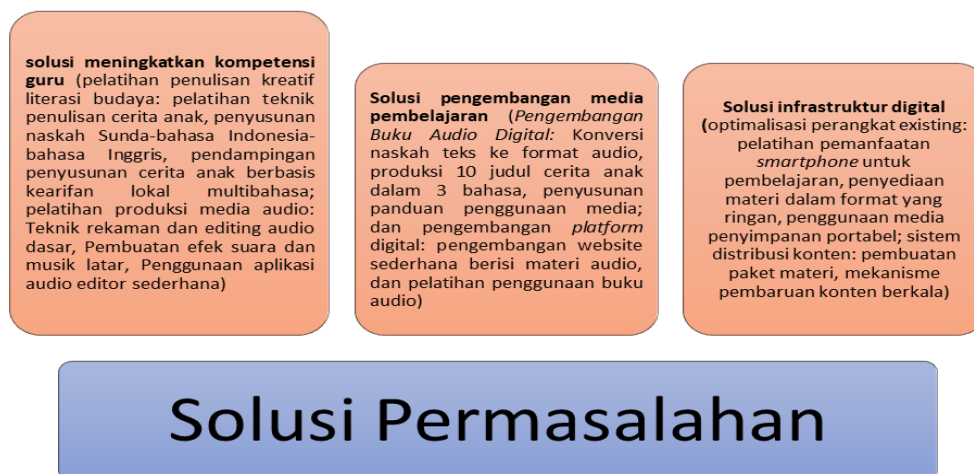 solusi meningkatkan kompetensi
guru (pelatihan penulisan kreatif
literasi budaya: pelatihan teknik
penulisan cerita anak, penyusunan
naskah Sunda-bahasa Indonesia-
bahasa Inggris, pendampingan
penyusunan cerita anak berbasis
kearifan lokal multibahasa;
pelatihan produksi media audio:
Teknik rekaman dan editing audio
dasar, Pembuatan efek suara dan
musik latar, Penggunaan aplikasi
audio editor sederhana)
Solusi pengembangan media
pembelajaran (Pengembangan
Buku Audio Digital: Konversi
naskah teks ke format audio,
produksi 10 judul cerita anak
dalam 3 bahasa, penyusunan
panduan penggunaan media;
dan pengembangan platform
digital: pengembangan website
sederhana berisi materi audio,
dan pelatihan penggunaan buku
audio)
Solusi infrastruktur digital
(optimalisasi perangkat existing:
pelatihan pemanfaatan
smartphone untuk
pembelajaran, penyediaan
materi dalam format yang
ringan, penggunaan media
penyimpanan portabel; sistem
distribusi konten: pembuatan
paket materi, mekanisme
pembaruan konten berkala)
Solusi Permasalahan